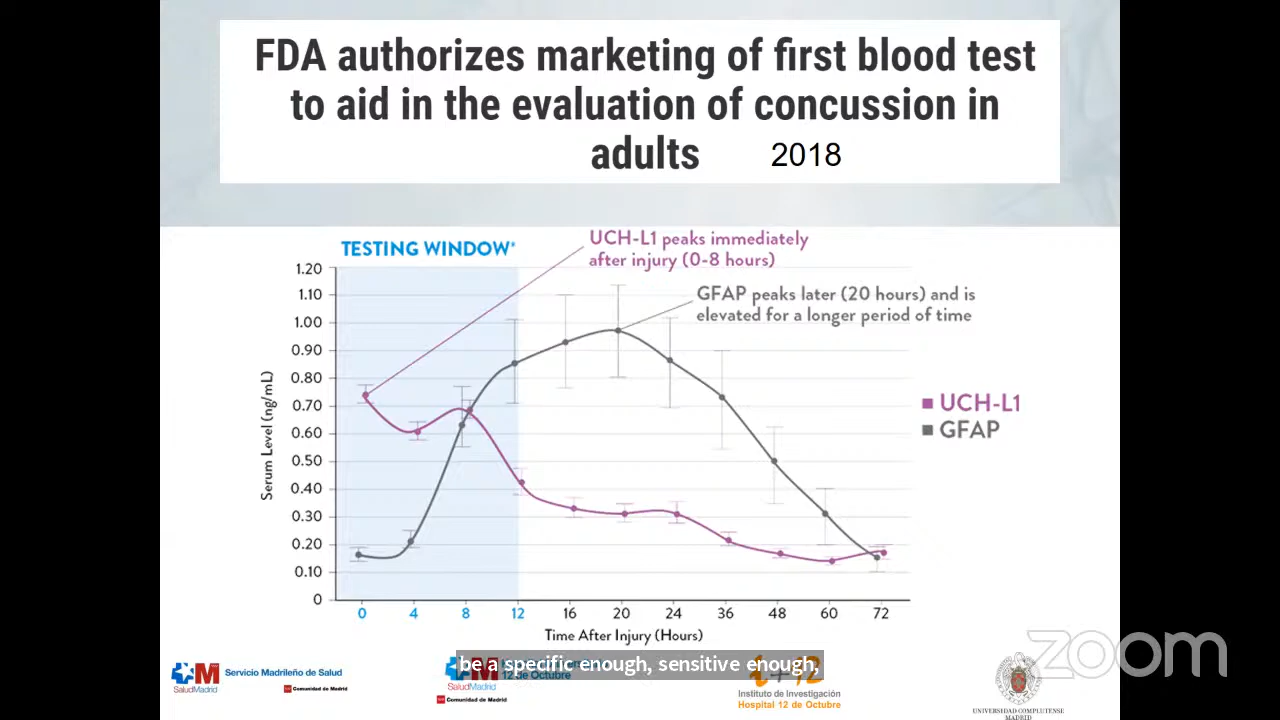 FDA authorizes marketing of first blood test
to aid in the evaluation of concussion in
adults 2018
TESTING WINDOW*
UCH-L1 peaks immediately
after injury (0-8 hours)
GFAP peaks later (20 hours) and is
elevated for a longer period of time
1.20
1.10
1.00
0.90
0.80
0.70
0.60
0.50
0.40
0.30
0.20
0.10
0
Serum Level (ng/mL)
0 4 8 12 16 20 24 36 48 60 72
Time After Injury (Hours)
UCH-L1
GFAP
be a specific enough, sensitive enough,
Servicio Madrileño de Salud
SaludMadrid
Comunidad de Madrid
12 de Octubre
SaludMadrid
Comunidad de Madrid
i+12
Instituto de Investigación
Hospital 12 de Octubre
UNIVERSIDAD COMPLUTENSE
MADRID
zoom